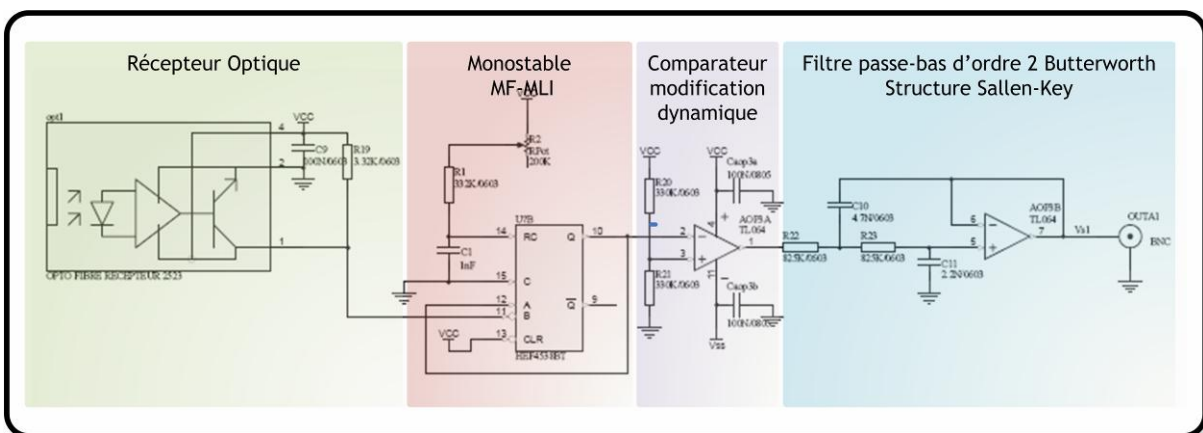 Récepteur Optique
Monostable
MF-MLI
Comparateur
modification
dynamique
Filtre passe-bas d'ordre 2 Butterworth
Structure Sallen-Key
opt1
4
VCC
C9
100N/0603
R19
3.32K/0603
2
1
OPTO FIBRE RECEPTEUR 2523
VCC
R2
RPot
200K
R1
332K/0603
U?B
14
RC
Q
10
C1
1nF
15
C
12
A
11
B
Q
9
VCC
13
CLR
HEF4538BT
VCC
VCC
Caop3a
100N/0805
R20
330K/0603
4
+
AOP3A
TL064
2
-
1
3
+
R21
330K/0603
11
-
Caop3b
100N/0805
Vss
C10
4.7N/0603
R22
825K/0603
R23
825K/0603
C11
2.2N/0603
6
-
5
+
AOP3B
TL064
7
Vs1
OUTA1
BNC